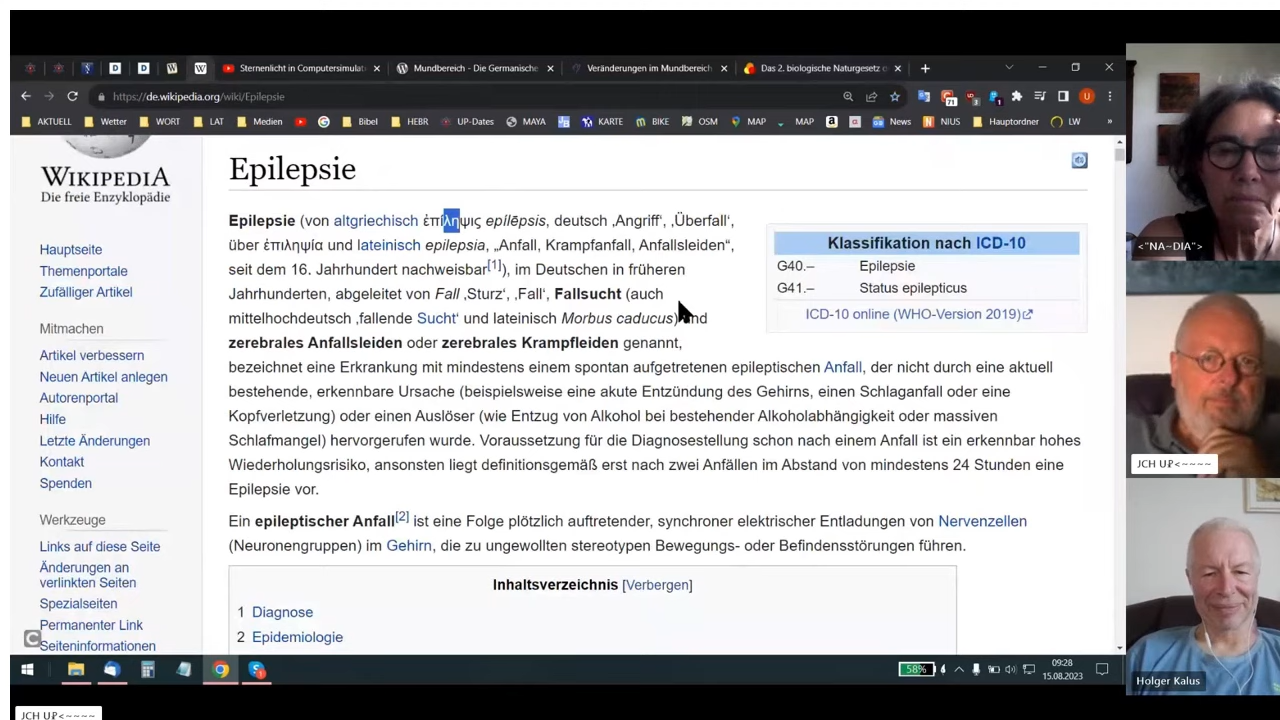 Sternenlicht in Computersimulat
Mundbereich - Die Germanische
Veränderungen im Mundbereich
Das 2. biologische Naturgesetz o
https://de.wikipedia.org/wiki/Epilepsie
71
3
1
U
AKTUELL
Wetter
WORT
LAT
Medien
Bibel
HEBR
UP-Dates
MAYA
KARTE
BIKE
OSM
MAP
MAP
News
NIUS
Hauptordner
LW
»
WIKIPEDIA
Die freie Enzyklopädie
Hauptseite
Themenportale
Zufälliger Artikel
Mitmachen
Artikel verbessern
Neuen Artikel anlegen
Autorenportal
Hilfe
Letzte Änderungen
Kontakt
Spenden
Werkzeuge
Links auf diese Seite
Änderungen an
verlinkten Seiten
Spezialseiten
Permanenter Link
Seiteninformationen
Epilepsie
Epilepsie (von altgriechisch ἐπίληψις epílēpsis, deutsch ‚Angriff‘, ‚Überfall‘,
über ἐπιληψία und lateinisch epilepsia, „Anfall, Krampfanfall, Anfallsleiden“,
seit dem 16. Jahrhundert nachweisbar[1]), im Deutschen in früheren
Jahrhunderten, abgeleitet von Fall ‚Sturz‘, ‚Fall‘, Fallsucht (auch
mittelhochdeutsch ‚fallende Sucht‘ und lateinisch Morbus caducus) und
zerebrales Anfallsleiden oder zerebrales Krampfleiden genannt,
bezeichnet eine Erkrankung mit mindestens einem spontan aufgetretenen epileptischen Anfall, der nicht durch eine aktuell
bestehende, erkennbare Ursache (beispielsweise eine akute Entzündung des Gehirns, einen Schlaganfall oder eine
Kopfverletzung) oder einen Auslöser (wie Entzug von Alkohol bei bestehender Alkoholabhängigkeit oder massiven
Schlafmangel) hervorgerufen wurde. Voraussetzung für die Diagnosestellung schon nach einem Anfall ist ein erkennbar hohes
Wiederholungsrisiko, ansonsten liegt definitionsgemäß erst nach zwei Anfällen im Abstand von mindestens 24 Stunden eine
Epilepsie vor.
Ein epileptischer Anfall[2] ist eine Folge plötzlich auftretender, synchroner elektrischer Entladungen von Nervenzellen
(Neuronengruppen) im Gehirn, die zu ungewollten stereotypen Bewegungs- oder Befindensstörungen führen.
Klassifikation nach ICD-10
G40.– Epilepsie
G41.– Status epilepticus
ICD-10 online (WHO-Version 2019)
Inhaltsverzeichnis [Verbergen]
1 Diagnose
2 Epidemiologie
58%
09:28
15.08.2023
<"NA~DIA">
JCH UP<~~~~
Holger Kalus
JCH UP<~~~~